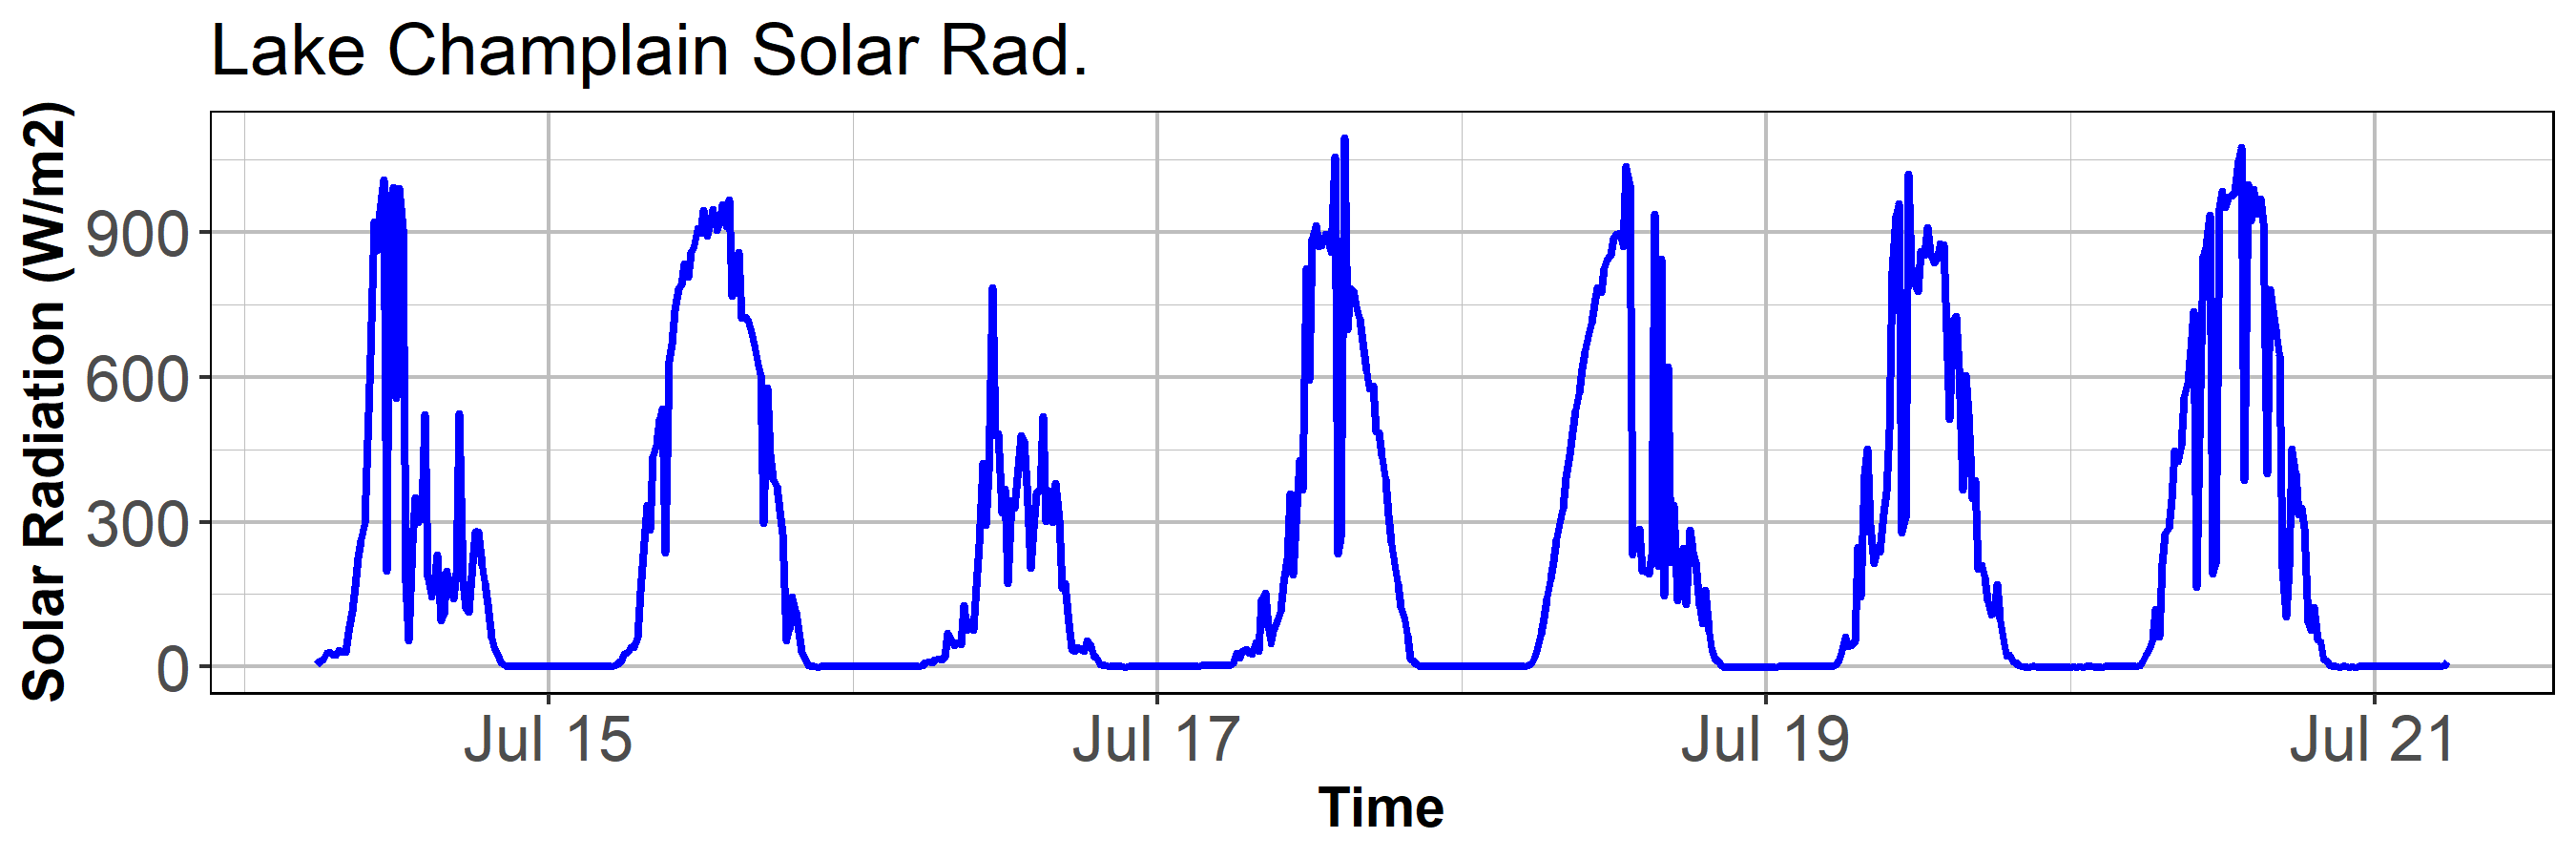 Lake Champlain Solar Rad.
Solar Radiation (W/m2)
900
600
300
0
Jul 15 Jul 17 Jul 19 Jul 21
Time